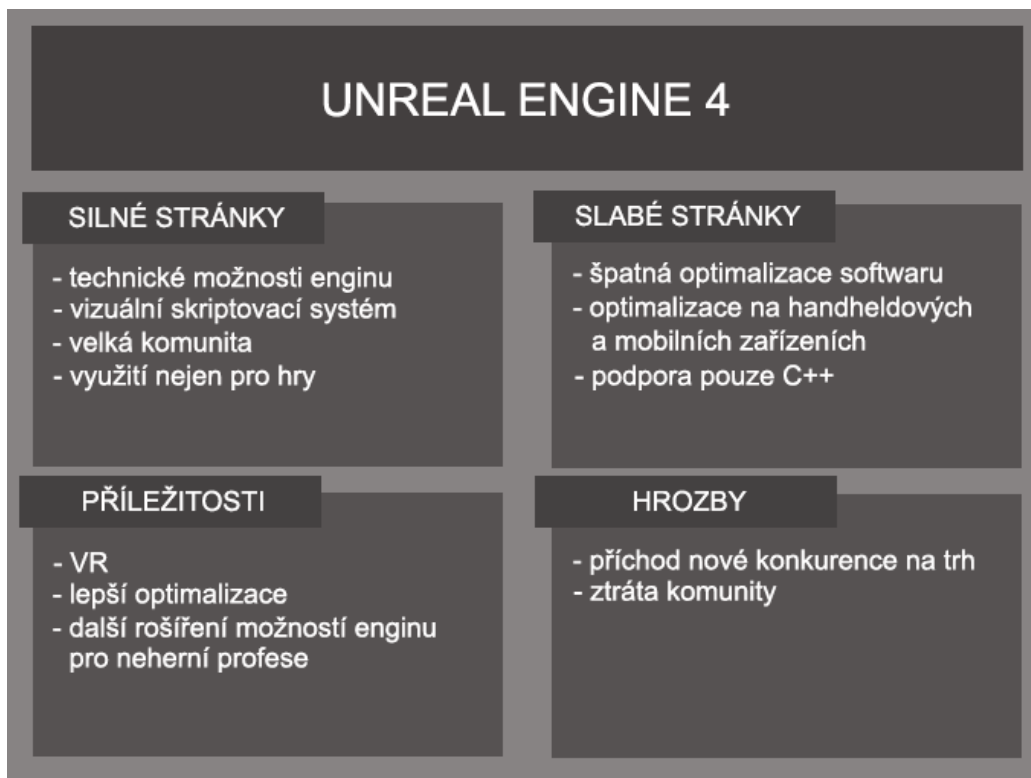 UNREAL ENGINE 4
SILNÉ STRÁNKY
- technické možnosti enginu
- vizuální skriptovací systém
- velká komunita
- využití nejen pro hry
SLABÉ STRÁNKY
- špatná optimalizace softwaru
- optimalizace na handheldových
a mobilních zařízeních
- podpora pouze C++
PŘÍLEŽITOSTI
- VR
- lepší optimalizace
- další rošíření možností enginu
pro neherní profese
HROZBY
- příchod nové konkurence na trh
- ztráta komunity